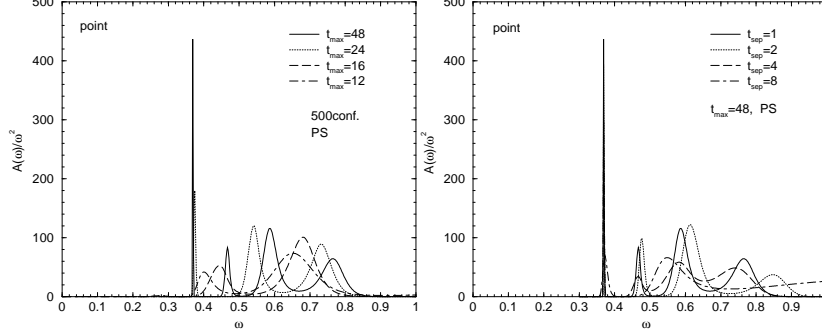 500
400
300
200
100
0
A(ω)/ω²
0 0.1 0.2 0.3 0.4 0.5 0.6 0.7 0.8 0.9 1
ω
point
t_max=48
t_max=24
t_max=16
t_max=12
500conf.
PS
500
400
300
200
100
0
A(ω)/ω²
0 0.1 0.2 0.3 0.4 0.5 0.6 0.7 0.8 0.9
ω
point
t_sep=1
t_sep=2
t_sep=4
t_sep=8
t_max=48, PS